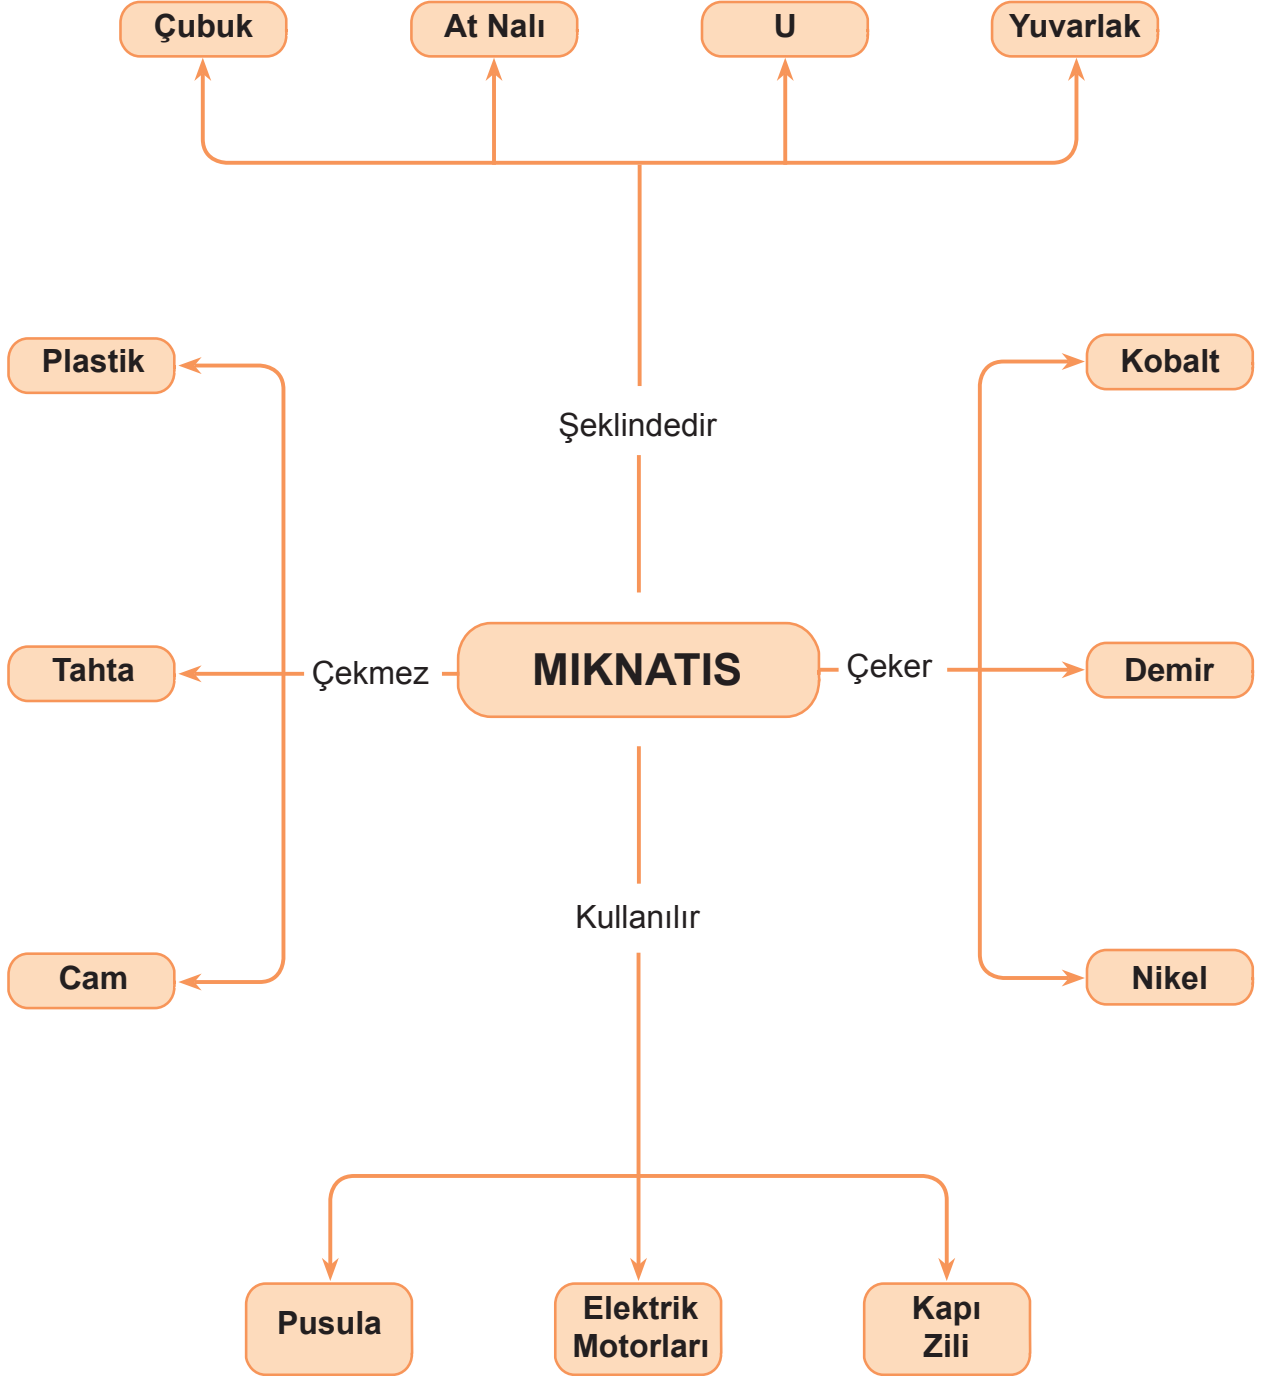 Çubuk
At Nalı
U
Yuvarlak
Şeklindedir
Plastik
Kobalt
Tahta
Çekmez
MIKNATIS
Çeker
Demir
Cam
Nikel
Kullanılır
Pusula
Elektrik
Motorları
Kapı
Zili